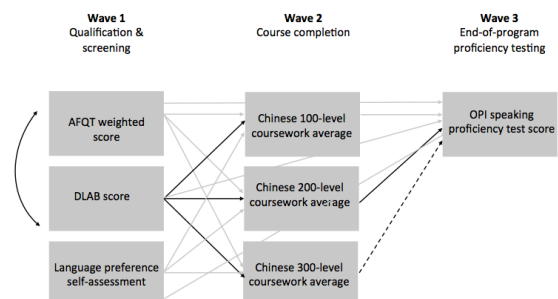 Wave 1
Qualification &
screening
Wave 2
Course completion
Wave 3
End-of-program
proficiency testing
AFQT weighted
score
DLAB score
Language preference
self-assessment
Chinese 100-level
coursework average
Chinese 200-level
coursework average
Chinese 300-level
coursework average
OPI speaking
proficiency test score